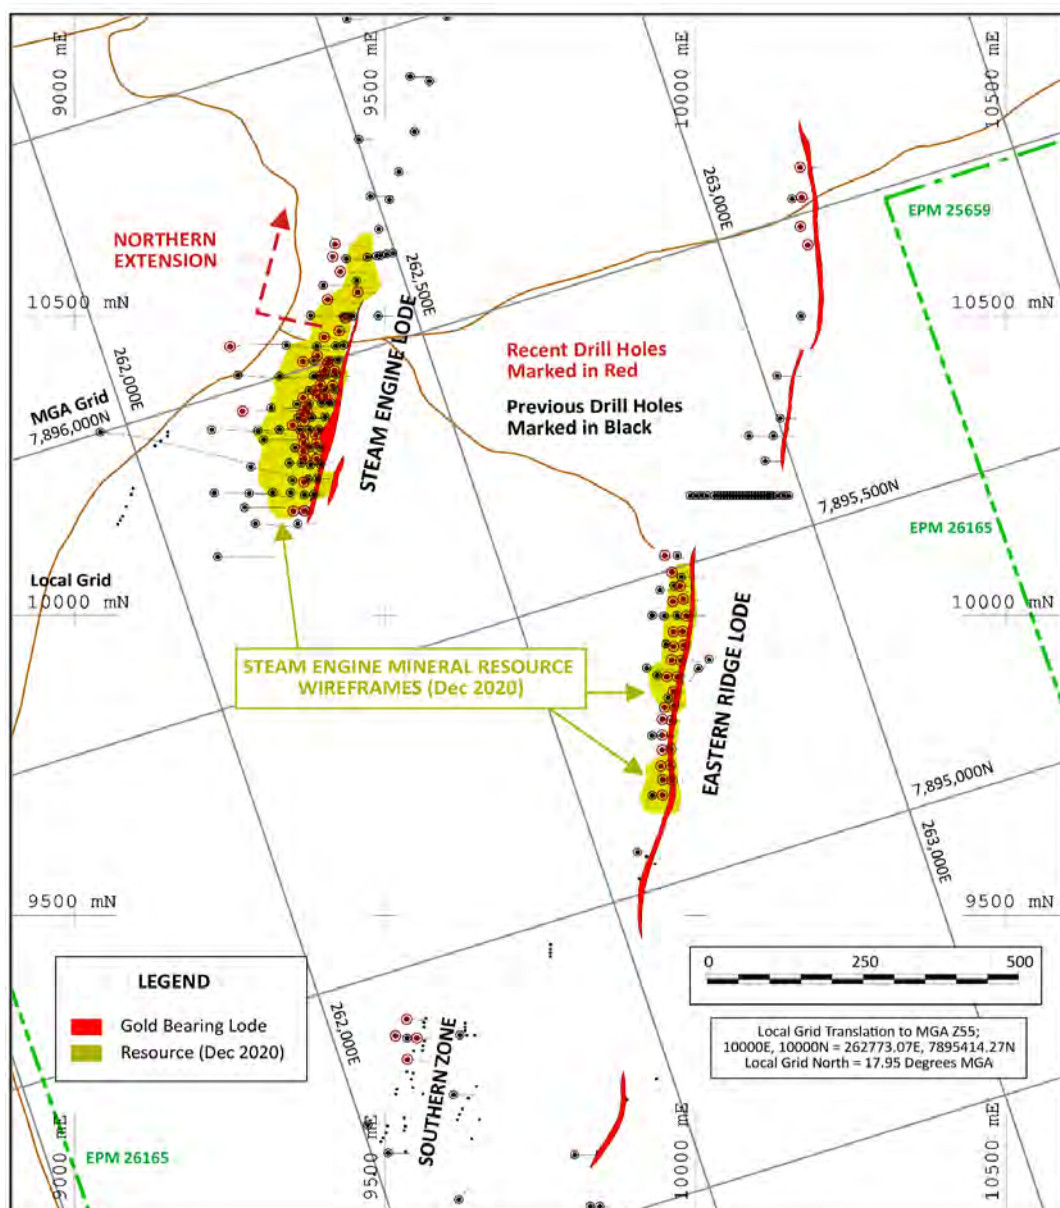 9000 mE
9500 mE
10000 mE
10500 mE
NORTHERN
EXTENSION
10500 mN
10500 mN
262,500E
263,000E
EPM 25659
262,000E
MGA Grid
7,896,000N
STEAM ENGINE LODE
Recent Drill Holes
Marked in Red
Previous Drill Holes
Marked in Black
7,895,500N
EPM 26165
Local Grid
10000 mN
10000 mN
STEAM ENGINE MINERAL RESOURCE
WIREFRAMES (Dec 2020)
EASTERN RIDGE LODE
7,895,000N
263,000E
9500 mN
9500 mN
0 250 500
LEGEND
Gold Bearing Lode
Resource (Dec 2020)
262,000E
SOUTHERN ZONE
Local Grid Translation to MGA Z55;
10000E, 10000N = 262773.07E, 7895414.27N
Local Grid North = 17.95 Degrees MGA
EPM 26165
9000 mE
9500 mE
10000 mE
10500 mE